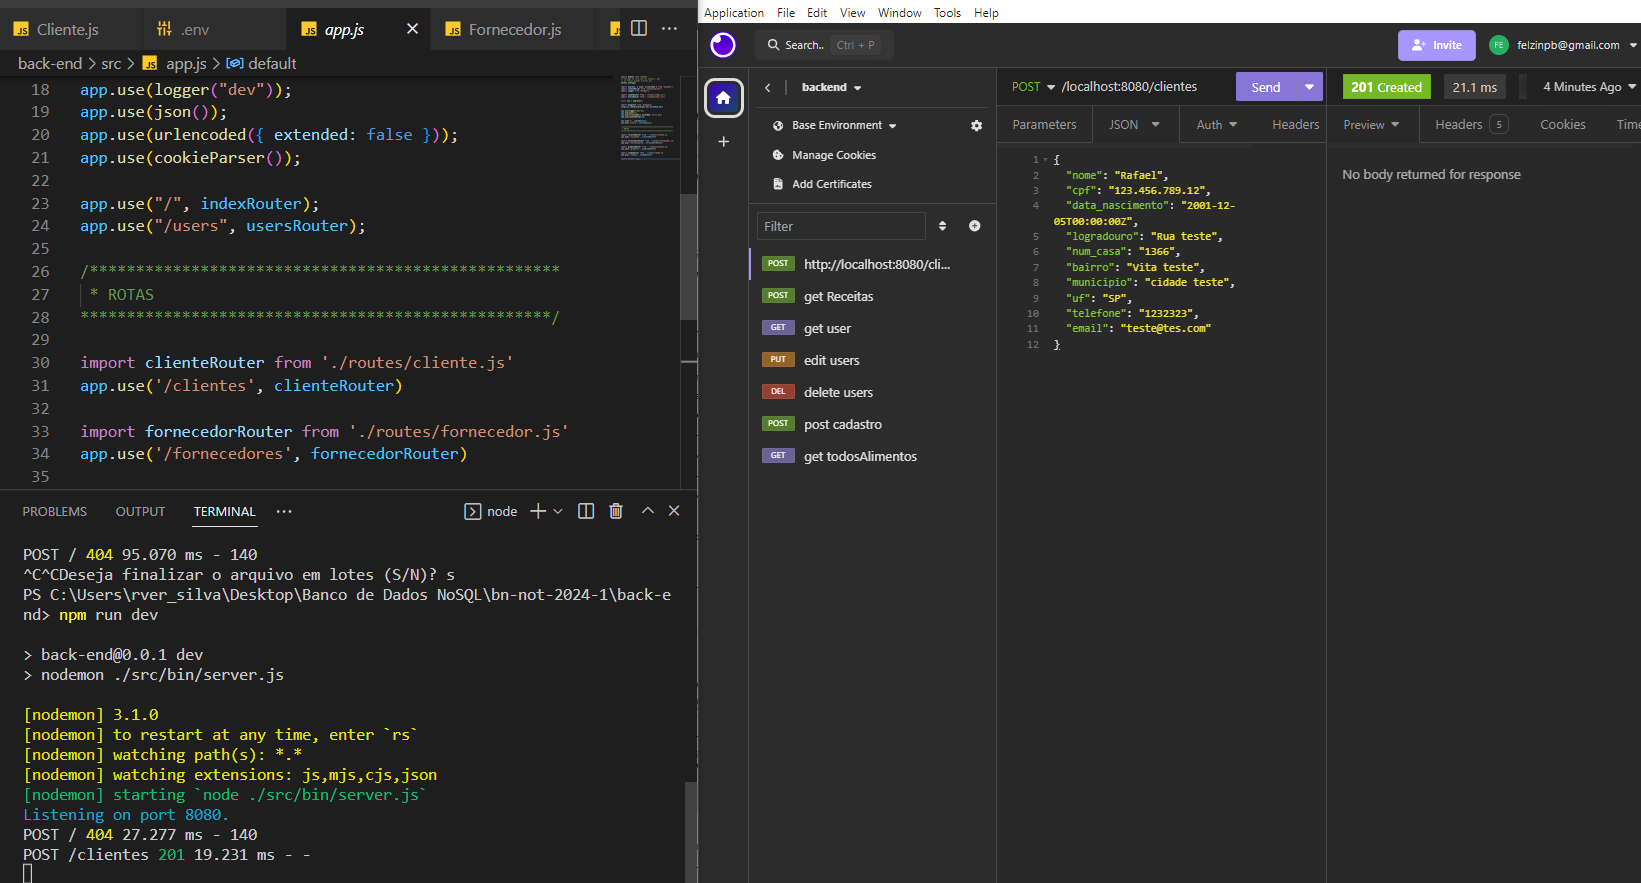 Cliente.js
.env
app.js
Fornecedor.js
back-end > src > app.js > default
18 app.use(logger("dev"));
19 app.use(json());
20 app.use(urlencoded({ extended: false }));
21 app.use(cookieParser());
22
23 app.use("/", indexRouter);
24 app.use("/users", usersRouter);
25
26 /***************************************************
27 * ROTAS
28 ***************************************************/
29
30 import clienteRouter from './routes/cliente.js'
31 app.use('/clientes', clienteRouter)
32
33 import fornecedorRouter from './routes/fornecedor.js'
34 app.use('/fornecedores', fornecedorRouter)
35
PROBLEMS OUTPUT TERMINAL ··· node
POST / 404 95.070 ms - 140
^C^CDeseja finalizar o arquivo em lotes (S/N)? s
PS C:\Users\rver_silva\Desktop\Banco de Dados NoSQL\bn-not-2024-1\back-e
nd> npm run dev
> back-end@0.0.1 dev
> nodemon ./src/bin/server.js
[nodemon] 3.1.0
[nodemon] to restart at any time, enter `rs`
[nodemon] watching path(s): *.*
[nodemon] watching extensions: js,mjs,cjs,json
[nodemon] starting `node ./src/bin/server.js`
Listening on port 8080.
POST / 404 27.277 ms - 140
POST /clientes 201 19.231 ms - -
Application File Edit View Window Tools Help
Search.. Ctrl + P
Invite
FE felzinpb@gmail.com
backend
Base Environment
Manage Cookies
Add Certificates
Filter
POST http://localhost:8080/cli...
POST get Receitas
GET get user
PUT edit users
DEL delete users
POST post cadastro
GET get todosAlimentos
POST /localhost:8080/clientes Send
Parameters JSON Auth Headers
1 {
2 "nome": "Rafael",
3 "cpf": "123.456.789.12",
4 "data_nascimento": "2001-12-
05T00:00:00Z",
5 "logradouro": "Rua teste",
6 "num_casa": "1366",
7 "bairro": "Vita teste",
8 "municipio": "cidade teste",
9 "uf": "SP",
10 "telefone": "1232323",
11 "email": "teste@tes.com"
12 }
201 Created 21.1 ms 4 Minutes Ago
Preview Headers 5 Cookies Time
No body returned for response